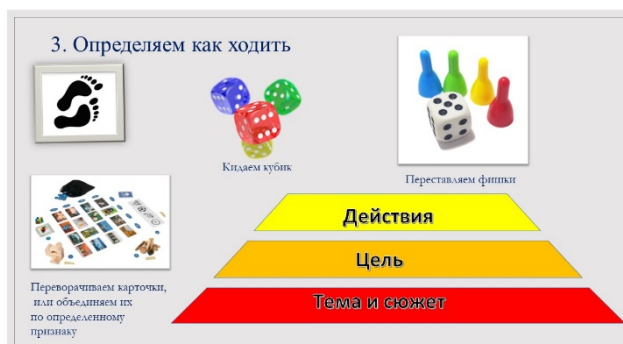 3. Определяем как ходить
Кидаем кубик
Переставляем фишки
Переворачиваем карточки,
или объединяем их
по определенному
признаку
Действия
Цель
Тема и сюжет